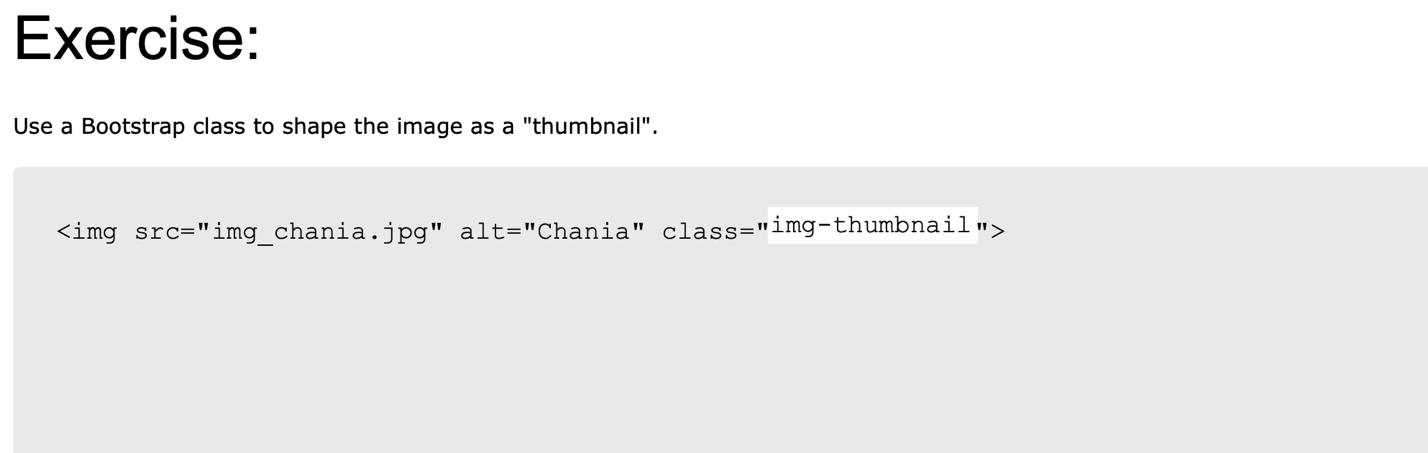 Exercise:
Use a Bootstrap class to shape the image as a "thumbnail".
<img src="img_chania.jpg" alt="Chania" class="img-thumbnail">